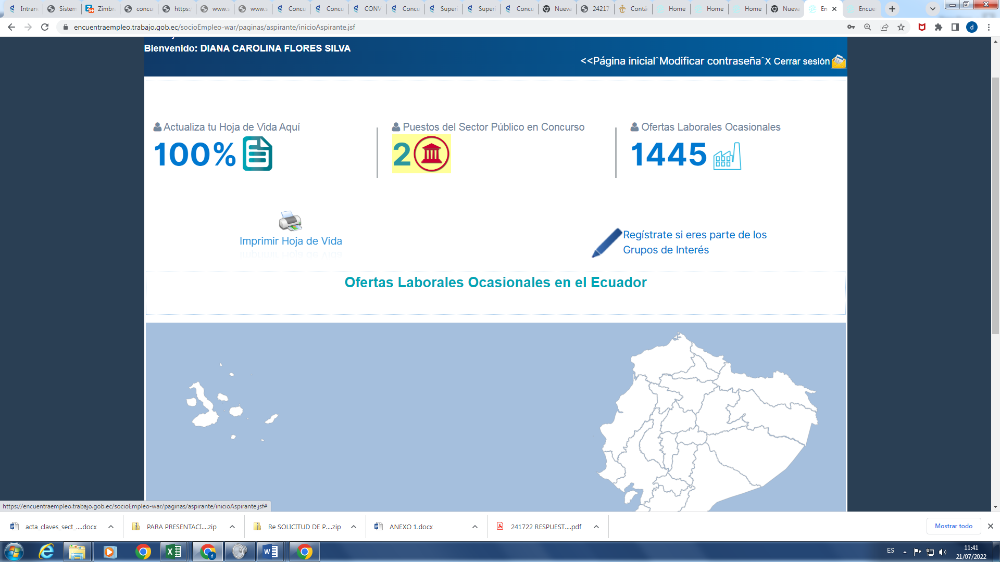 Intrane
Sistem
Zimbra
concu
https:/
www.s
www.s
Concu
Concu
CONV
Concu
Super
Super
Concu
Nueva
24217
Contá
Home
Home
Home
Nueva
En
Encue
encuentraempleo.trabajo.gob.ec/socioEmpleo-war/paginas/aspirante/inicioAspirante.jsf
d
Bienvenido: DIANA CAROLINA FLORES SILVA
<<Página inicial Modificar contraseña X Cerrar sesión
Actualiza tu Hoja de Vida Aquí
100%
Puestos del Sector Público en Concurso
2
Ofertas Laborales Ocasionales
1445
Imprimir Hoja de Vida
Regístrate si eres parte de los
Grupos de Interés
Ofertas Laborales Ocasionales en el Ecuador
https://encuentraempleo.trabajo.gob.ec/socioEmpleo-war/paginas/aspirante/inicioAspirante.jsf#
acta_claves_sect_....docx
PARA PRESENTACI....zip
Re SOLICITUD DE P....zip
ANEXO 1.docx
241722 RESPUEST....pdf
Mostrar todo
ES
11:41
21/07/2022